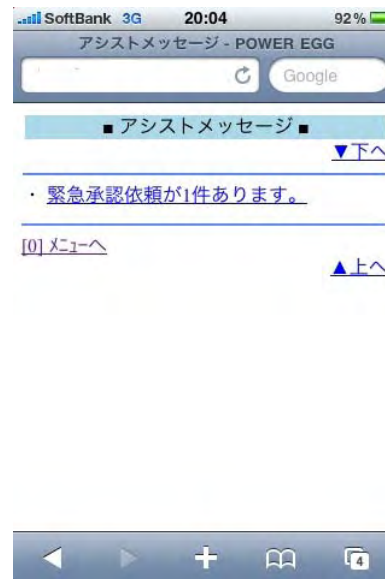 SoftBank 3G 20:04 92%
アシストメッセージ - POWER EGG
Google
■ アシストメッセージ ■
▼下へ
・ 緊急承認依頼が1件あります。
[0] ﾒﾆｭｰへ
▲上へ
4